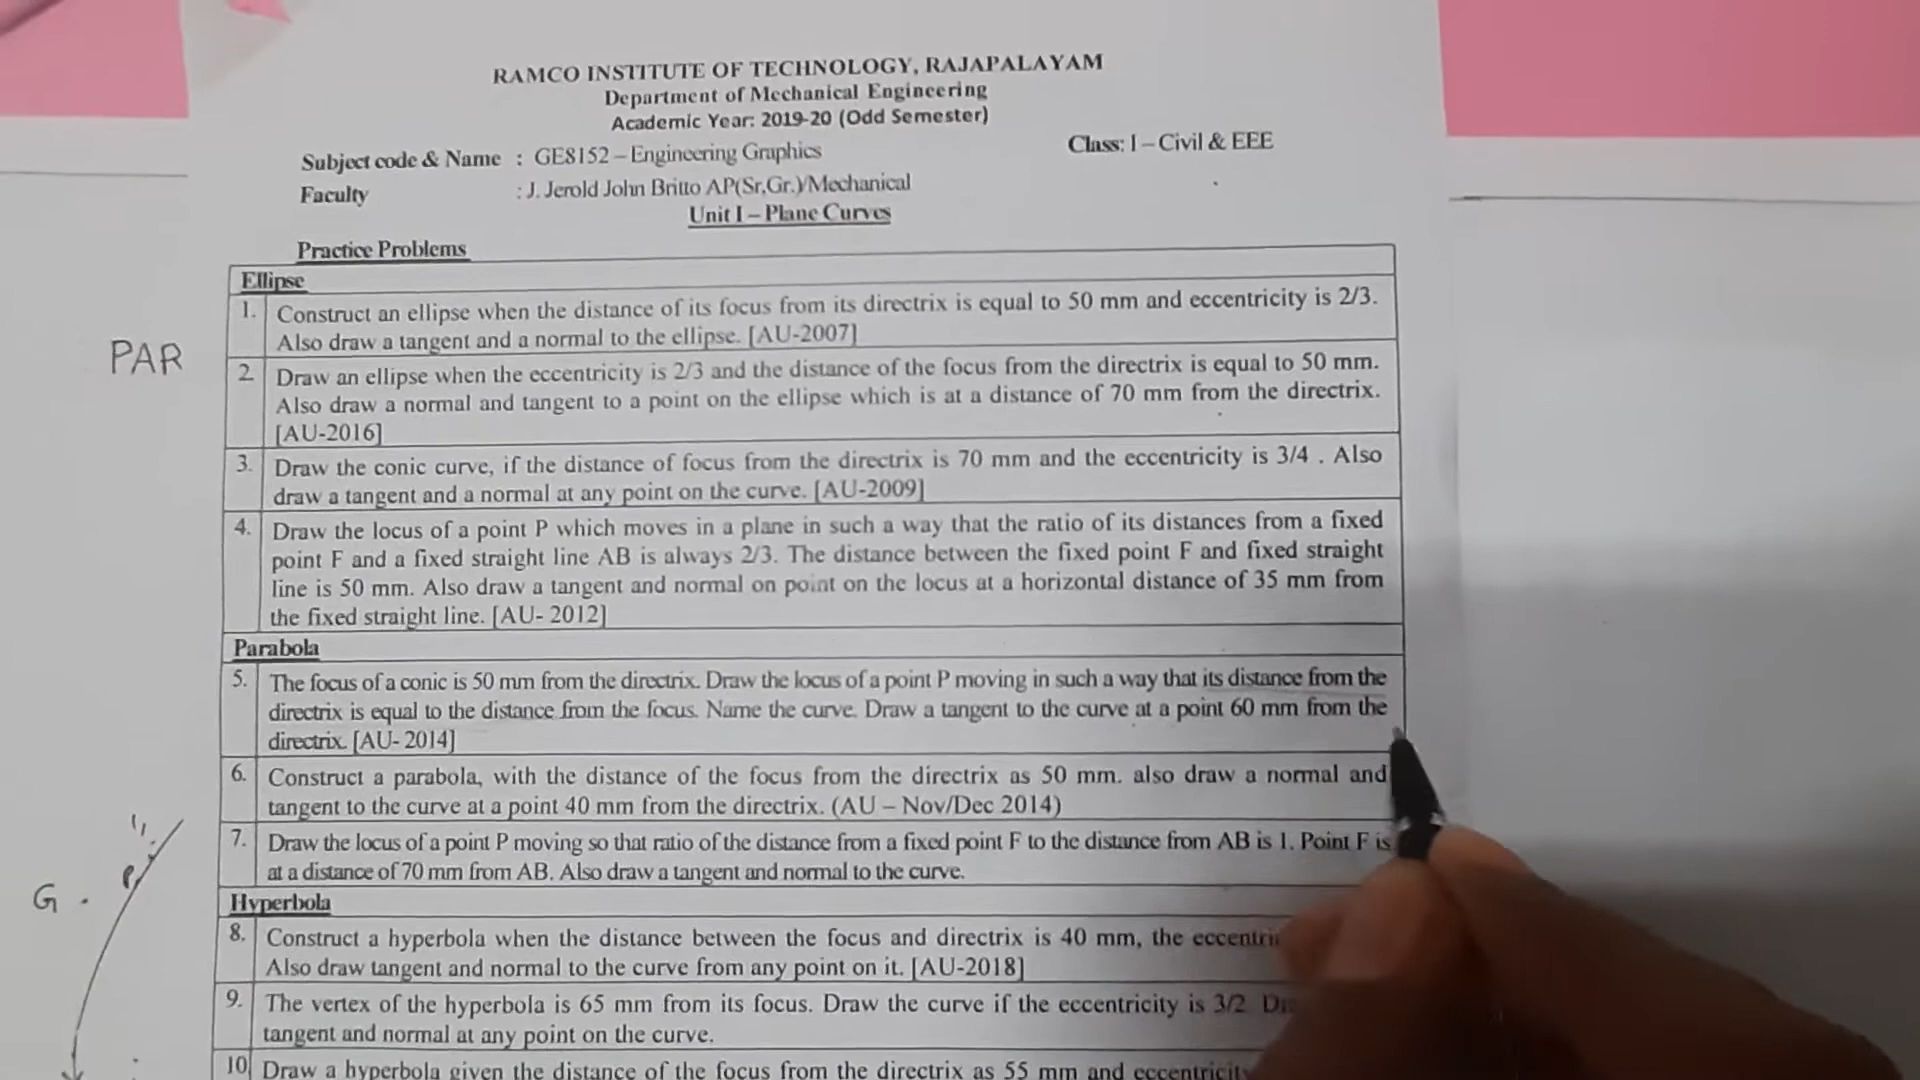 RAMCO INSTITUTE OF TECHNOLOGY, RAJAPALAYAM
Department of Mechanical Engineering
Academic Year: 2019-20 (Odd Semester)
Subject code & Name : GE8152 – Engineering Graphics
Class: I – Civil & EEE
Faculty : J. Jerold John Britto AP(Sr.Gr.)/Mechanical
Unit I – Plane Curves
Practice Problems
Ellipse
1. Construct an ellipse when the distance of its focus from its directrix is equal to 50 mm and eccentricity is 2/3.
Also draw a tangent and a normal to the ellipse. [AU-2007]
PAR
2. Draw an ellipse when the eccentricity is 2/3 and the distance of the focus from the directrix is equal to 50 mm.
Also draw a normal and tangent to a point on the ellipse which is at a distance of 70 mm from the directrix.
[AU-2016]
3. Draw the conic curve, if the distance of focus from the directrix is 70 mm and the eccentricity is 3/4 . Also
draw a tangent and a normal at any point on the curve. [AU-2009]
4. Draw the locus of a point P which moves in a plane in such a way that the ratio of its distances from a fixed
point F and a fixed straight line AB is always 2/3. The distance between the fixed point F and fixed straight
line is 50 mm. Also draw a tangent and normal on point on the locus at a horizontal distance of 35 mm from
the fixed straight line. [AU- 2012]
Parabola
5. The focus of a conic is 50 mm from the directrix. Draw the locus of a point P moving in such a way that its distance from the
directrix is equal to the distance from the focus. Name the curve. Draw a tangent to the curve at a point 60 mm from the
directrix. [AU- 2014]
6. Construct a parabola, with the distance of the focus from the directrix as 50 mm. also draw a normal and
tangent to the curve at a point 40 mm from the directrix. (AU – Nov/Dec 2014)
7. Draw the locus of a point P moving so that ratio of the distance from a fixed point F to the distance from AB is 1. Point F is
at a distance of 70 mm from AB. Also draw a tangent and normal to the curve.
G
Hyperbola
8. Construct a hyperbola when the distance between the focus and directrix is 40 mm, the
Also draw tangent and normal to the curve from any point on it. [AU-2018]
9. The vertex of the hyperbola is 65 mm from its focus. Draw the curve if the eccentricity is 3/2
tangent and normal at any point on the curve.
10 Draw a hyperbola given the distance of the focus from the directrix as 55 mm and eccentricity